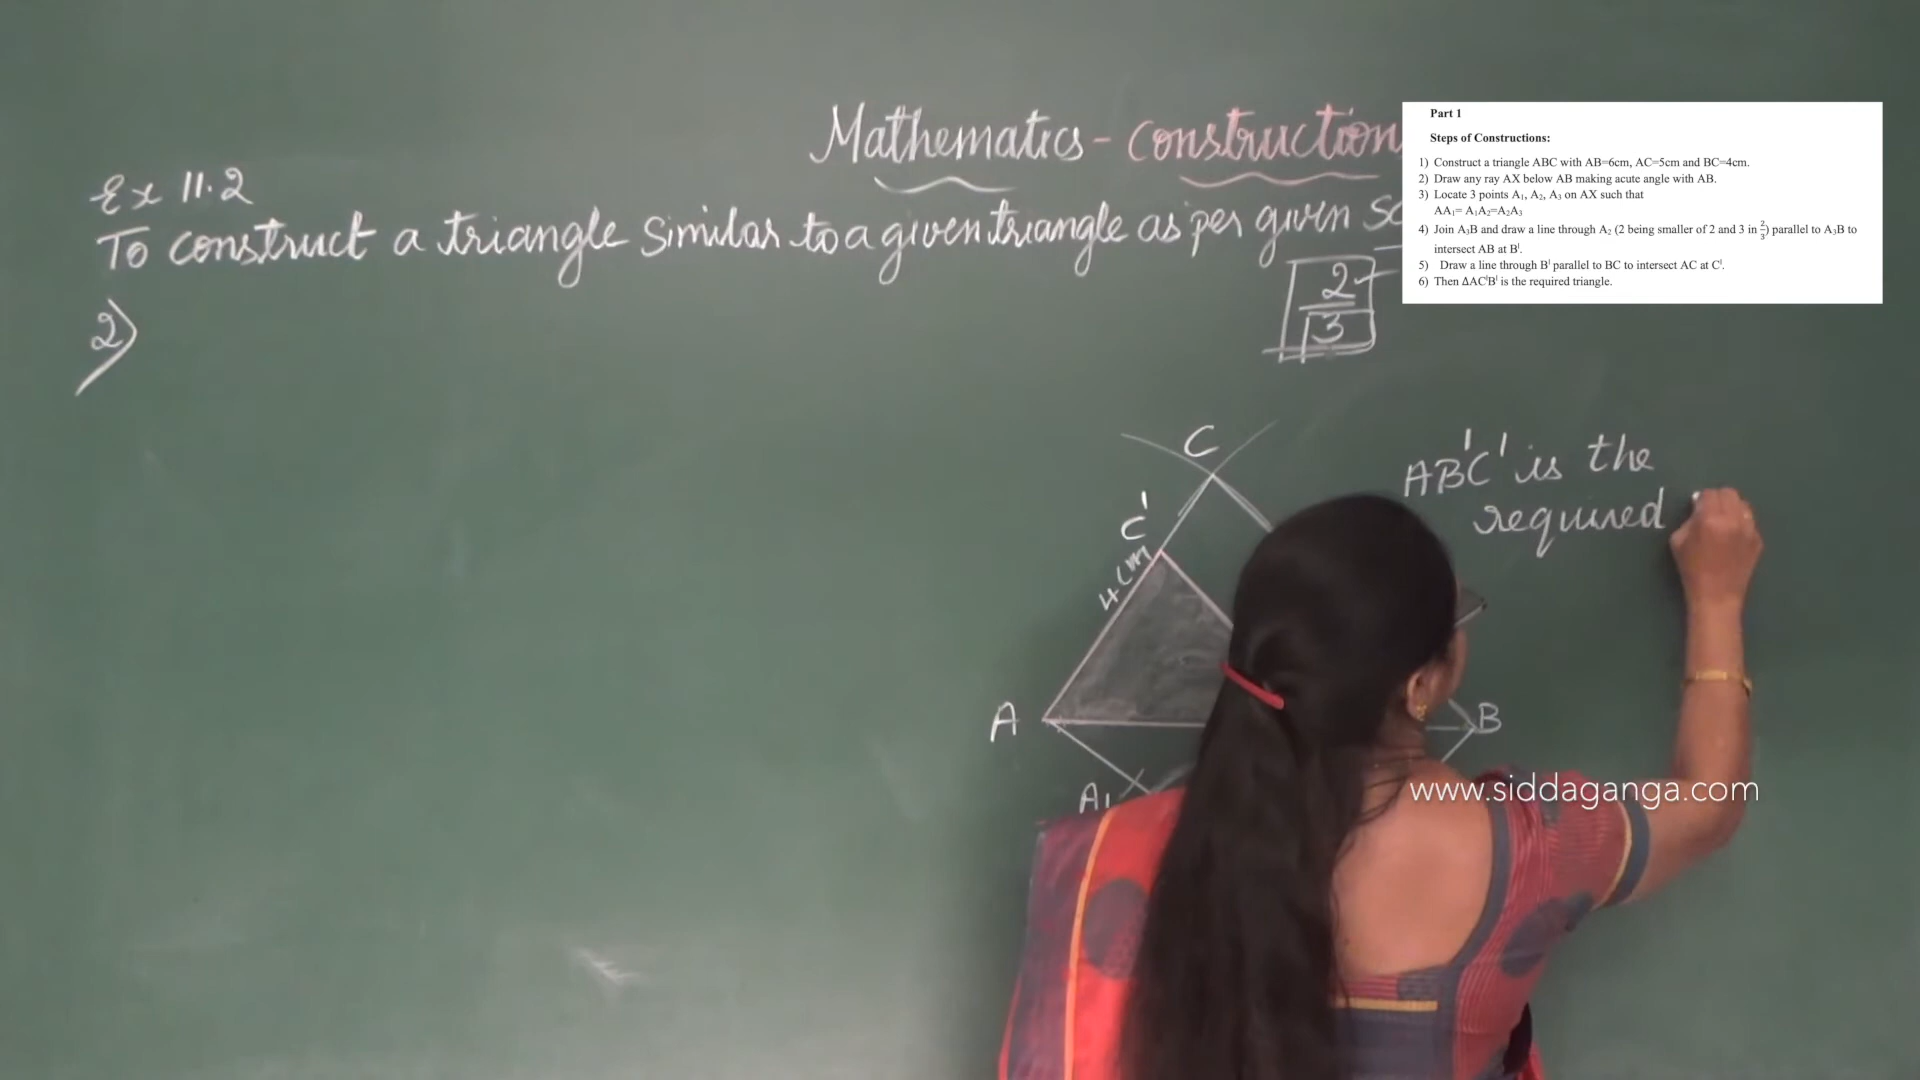 Mathematics - Construction
Ex 11.2
To construct a triangle similar to a given triangle as per given Sc
2)
2
3
Part 1
Steps of Constructions:
1) Construct a triangle ABC with AB=6cm, AC=5cm and BC=4cm.
2) Draw any ray AX below AB making acute angle with AB.
3) Locate 3 points A₁, A₂, A₃ on AX such that
AA₁= A₁A₂=A₂A₃
4) Join A₃B and draw a line through A₂ (2 being smaller of 2 and 3 in 2/3) parallel to A₃B to
intersect AB at Bˡ.
5) Draw a line through Bˡ parallel to BC to intersect AC at Cˡ.
6) Then ΔACˡBˡ is the required triangle.
C
AB'C' is the
required
C'
4 cm
A
B
A₁
www.siddaganga.com